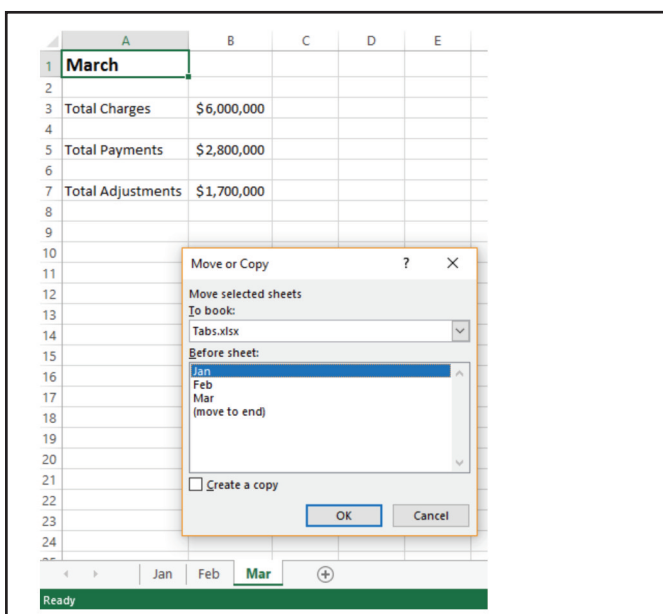 A B C D E
1 March
2
3 Total Charges $6,000,000
4
5 Total Payments $2,800,000
6
7 Total Adjustments $1,700,000
8
9
10
Move or Copy ? X
11
12 Move selected sheets
To book:
13
14 Tabs.xlsx
15 Before sheet:
16 Jan
Feb
17 Mar
18 (move to end)
19
20
21 Create a copy
22
23 OK Cancel
24
Jan Feb Mar
Ready